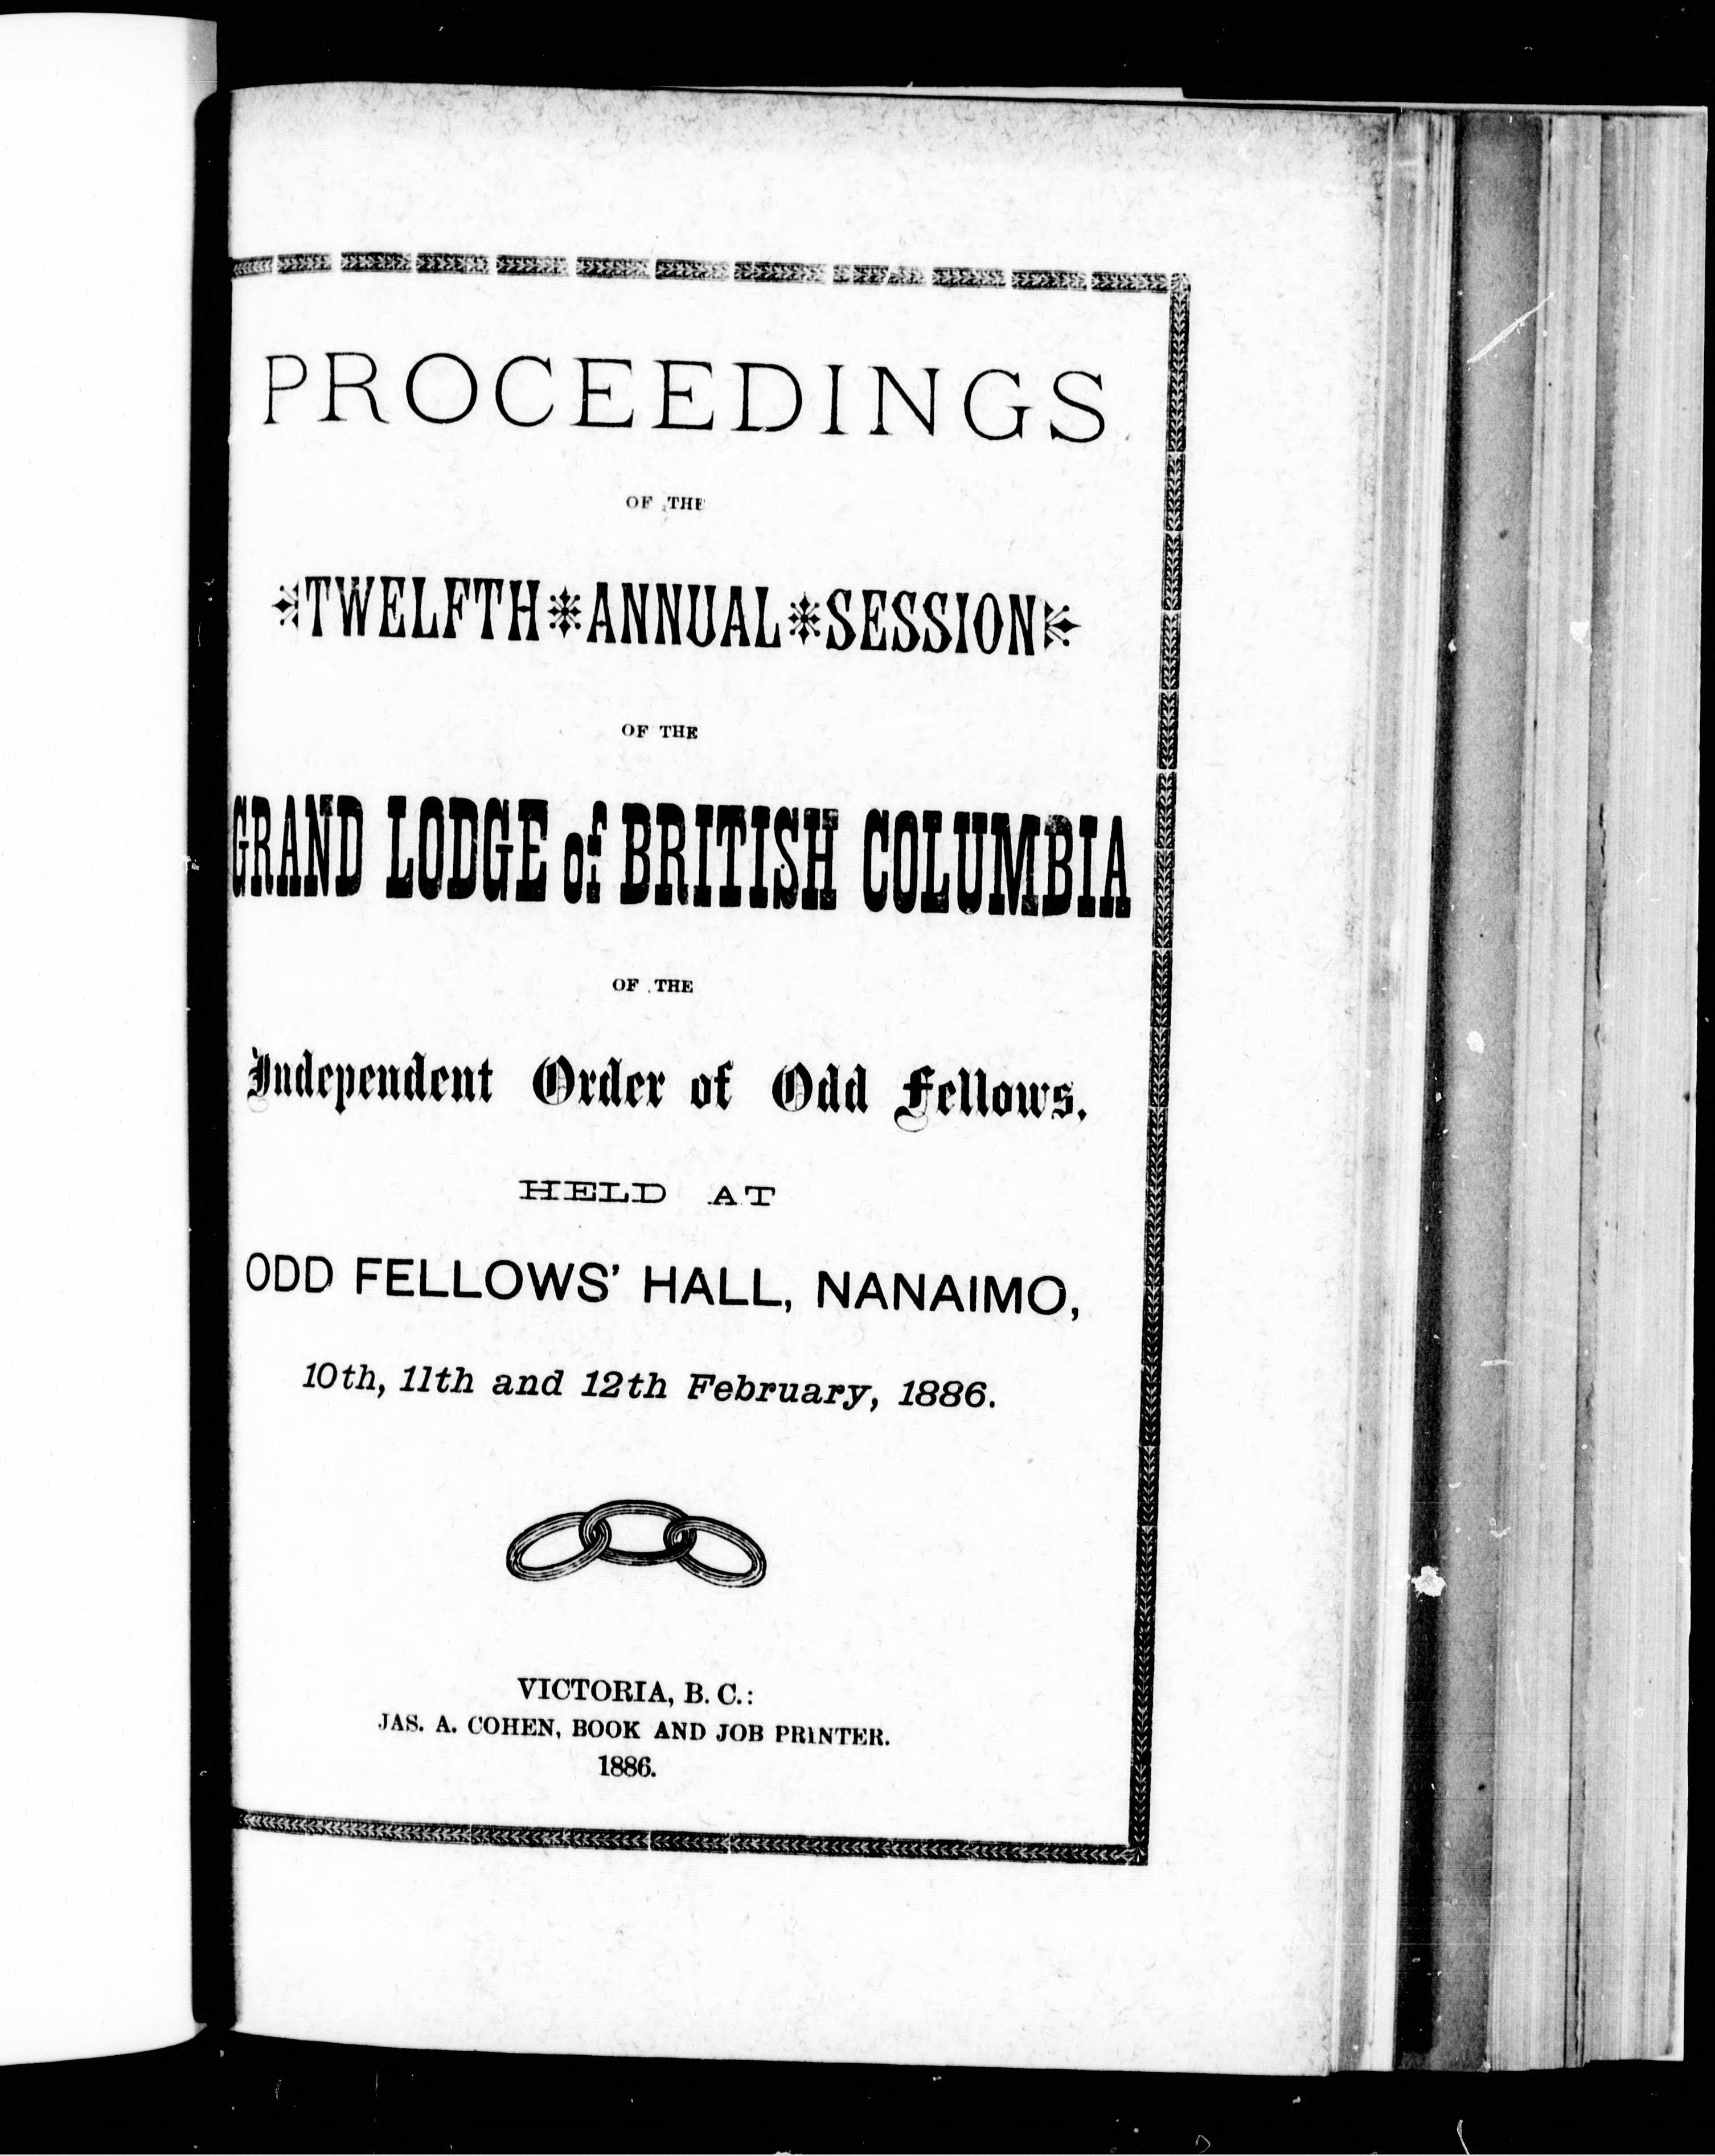 PROCEEDINGS
OF THE
TWELFTH ANNUAL SESSION
OF THE
GRAND LODGE of BRITISH COLUMBIA
OF THE
Independent Order of Odd Fellows,
HELD AT
ODD FELLOWS' HALL, NANAIMO,
10th, 11th and 12th February, 1886.
VICTORIA, B. C.:
JAS. A. COHEN, BOOK AND JOB PRINTER.
1886.